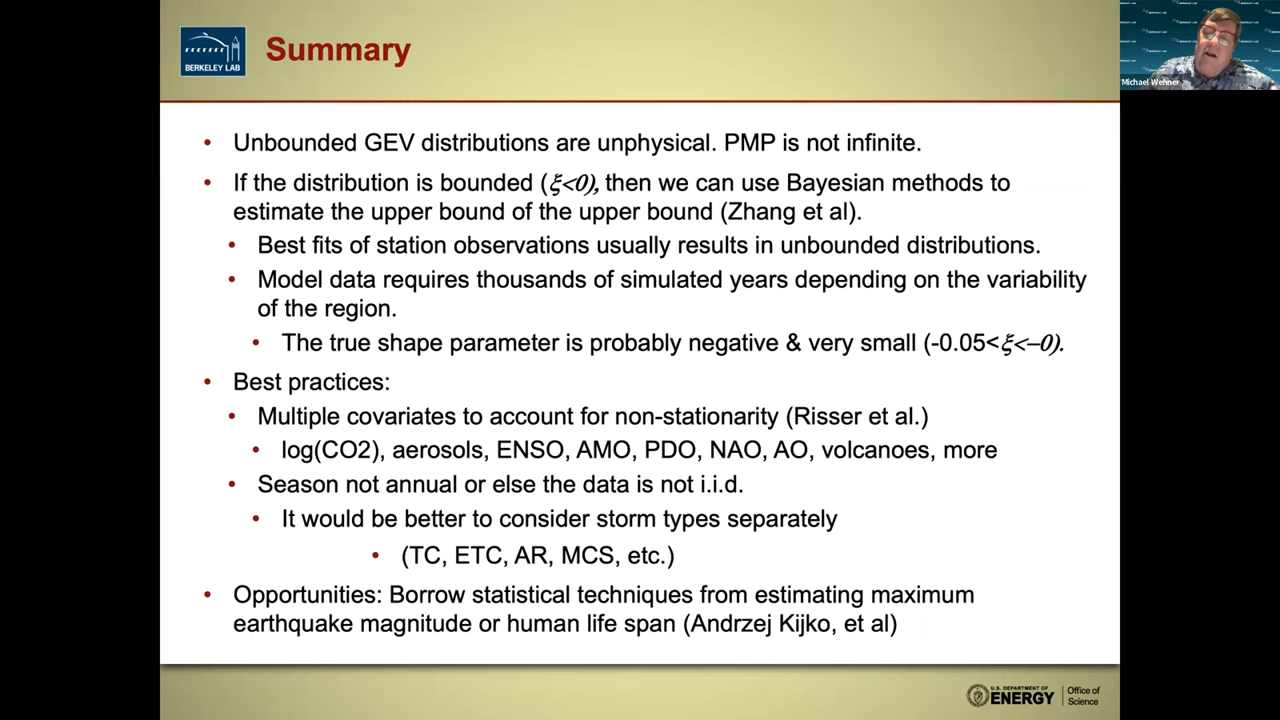 BERKELEY LAB
Summary
Michael Wehner
• Unbounded GEV distributions are unphysical. PMP is not infinite.
• If the distribution is bounded (ξ<0), then we can use Bayesian methods to
estimate the upper bound of the upper bound (Zhang et al).
• Best fits of station observations usually results in unbounded distributions.
• Model data requires thousands of simulated years depending on the variability
of the region.
• The true shape parameter is probably negative & very small (-0.05<ξ<–0).
• Best practices:
• Multiple covariates to account for non-stationarity (Risser et al.)
• log(CO2), aerosols, ENSO, AMO, PDO, NAO, AO, volcanoes, more
• Season not annual or else the data is not i.i.d.
• It would be better to consider storm types separately
• (TC, ETC, AR, MCS, etc.)
• Opportunities: Borrow statistical techniques from estimating maximum
earthquake magnitude or human life span (Andrzej Kijko, et al)
U.S. DEPARTMENT OF
ENERGY
Office of
Science